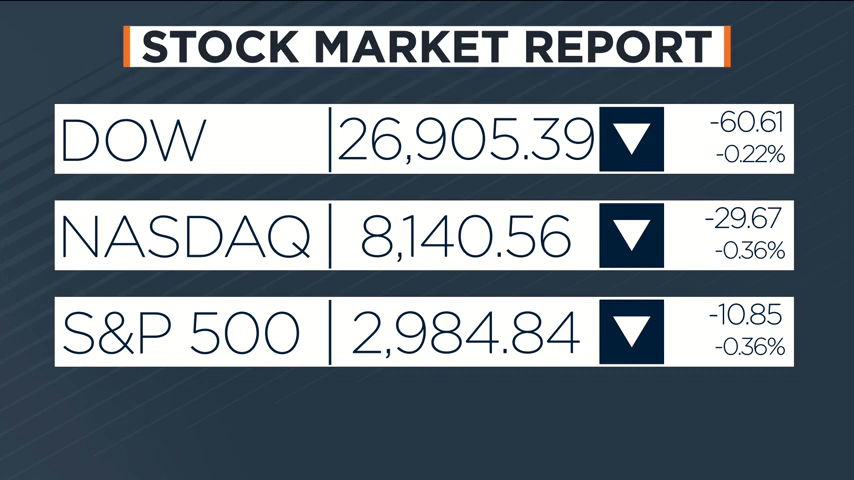 STOCK MARKET REPORT
DOW 26,905.39 ▼ -60.61
-0.22%
NASDAQ 8,140.56 ▼ -29.67
-0.36%
S&P 500 2,984.84 ▼ -10.85
-0.36%